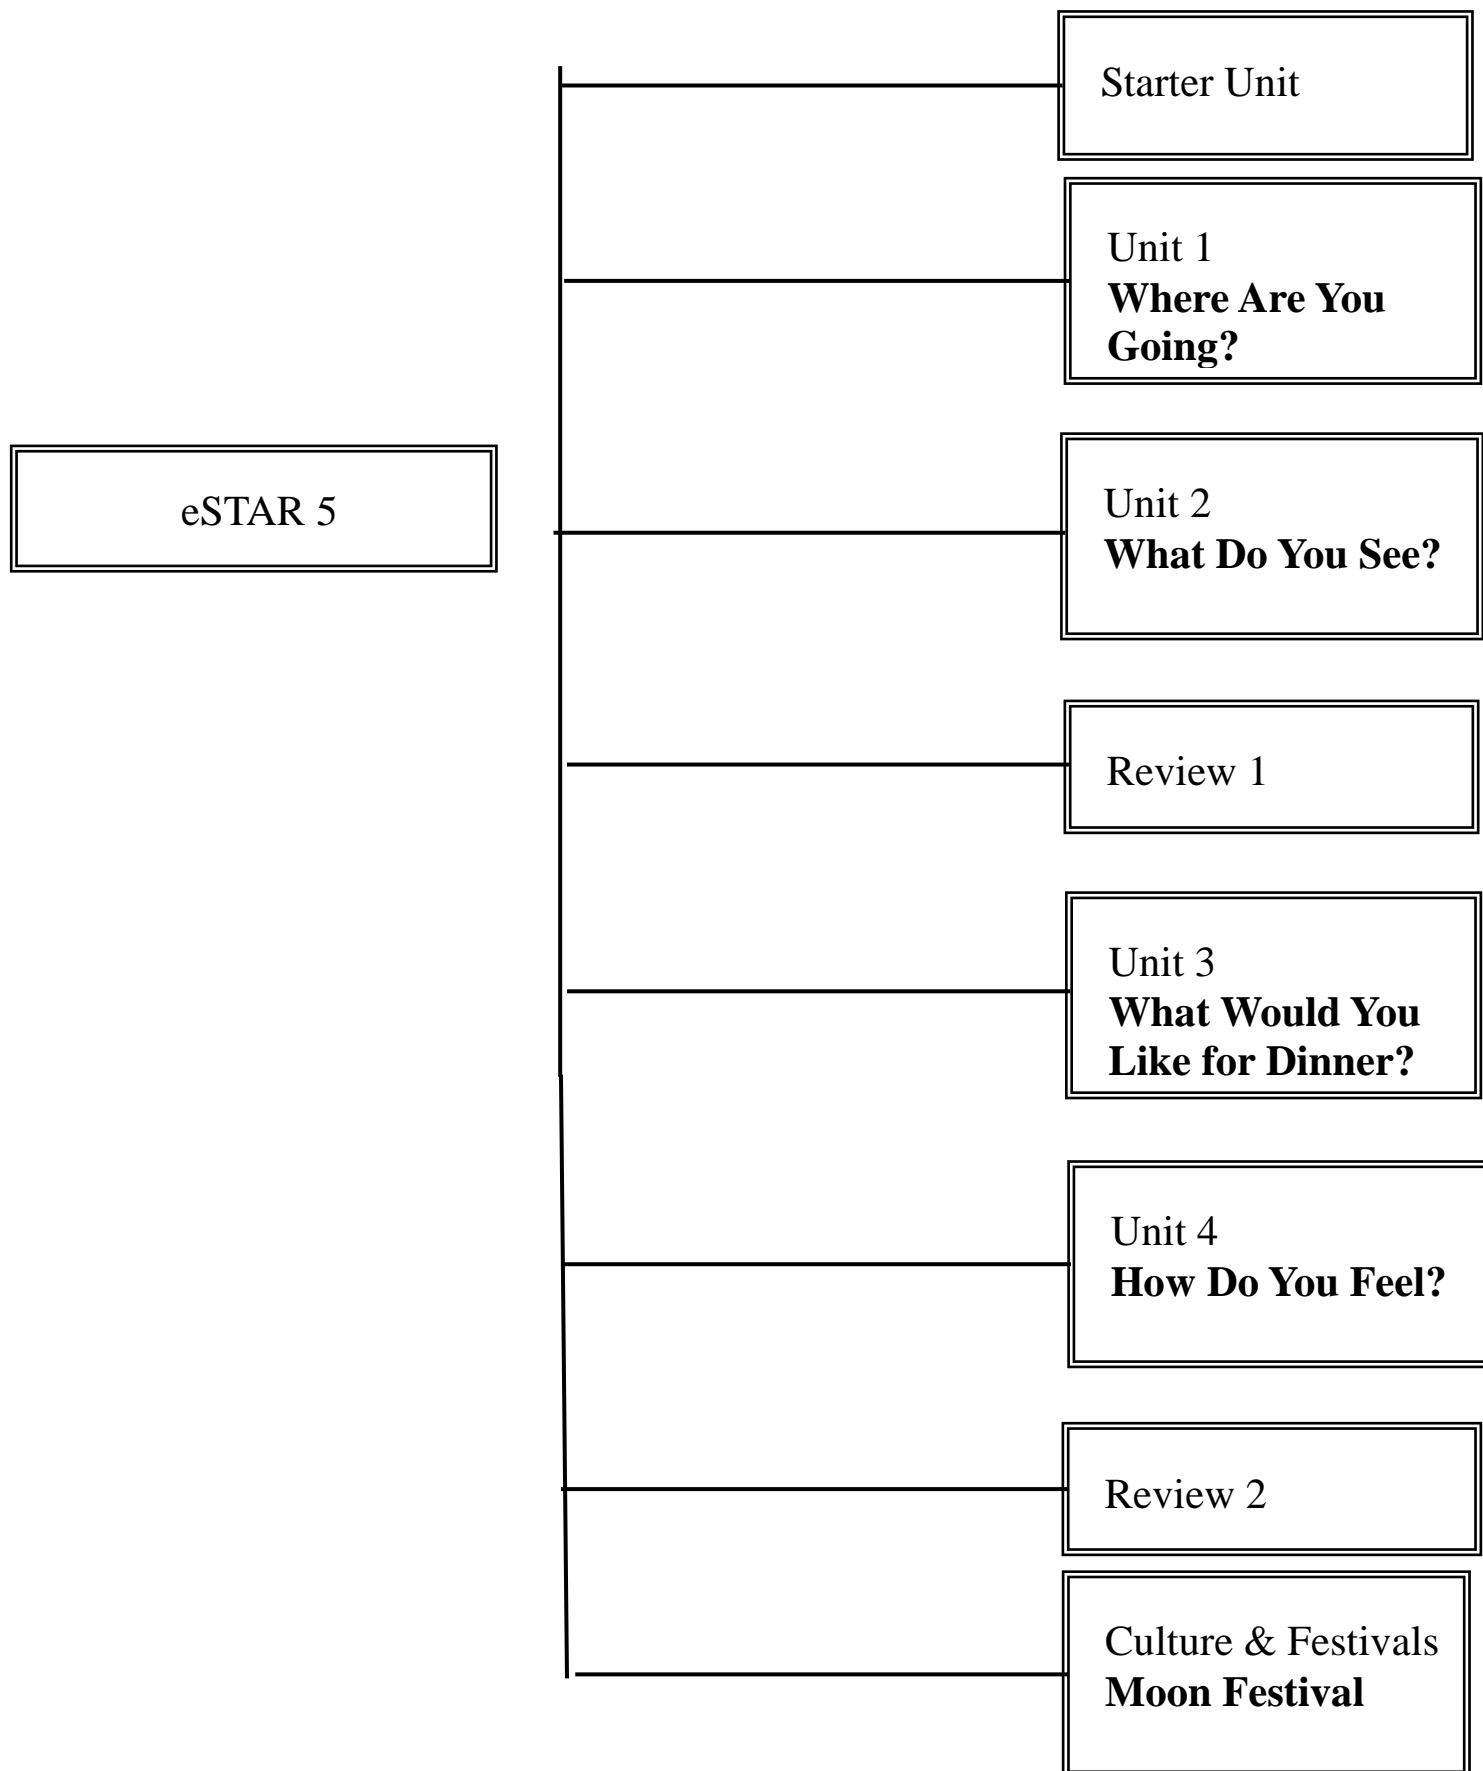 Starter Unit
Unit 1
Where Are You
Going?
eSTAR 5
Unit 2
What Do You See?
Review 1
Unit 3
What Would You
Like for Dinner?
Unit 4
How Do You Feel?
Review 2
Culture & Festivals
Moon Festival